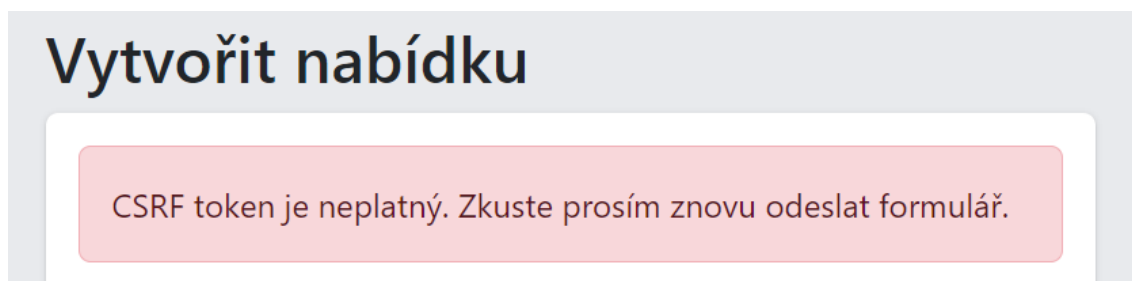 Vytvořit nabídku
CSRF token je neplatný. Zkuste prosím znovu odeslat formulář.